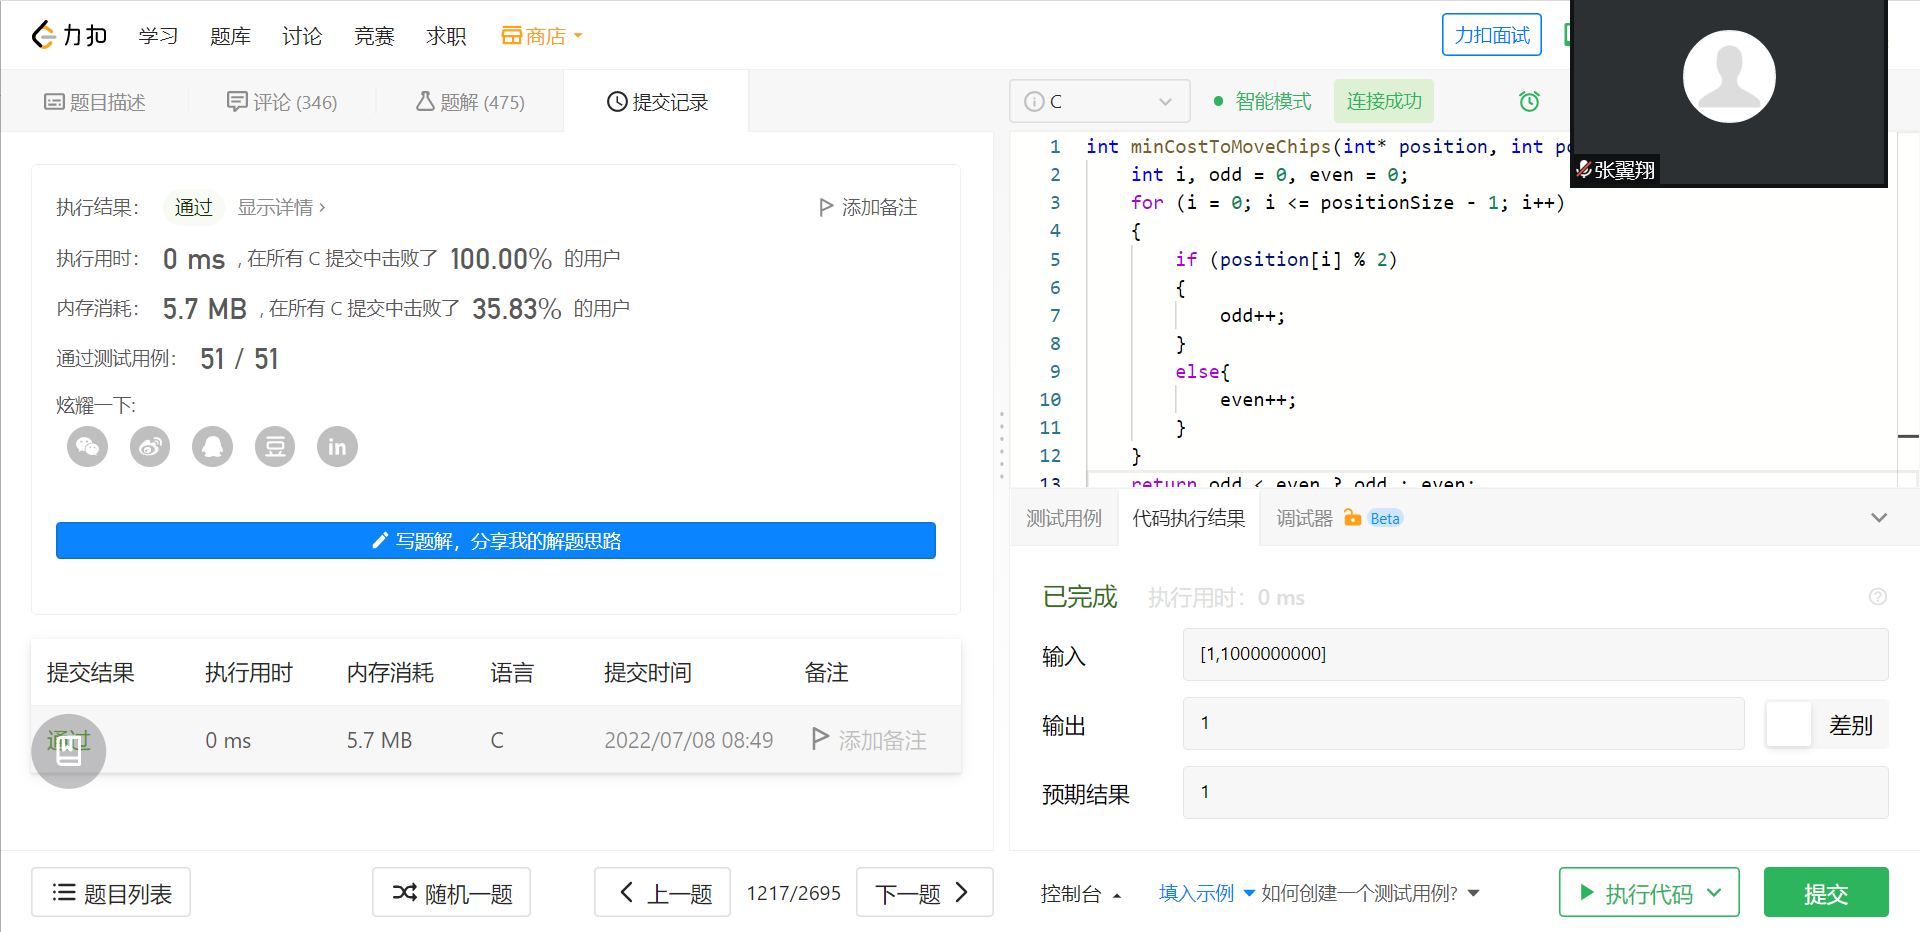 力扣 学习 题库 讨论 竞赛 求职 商店 力扣面试
题目描述 评论 (346) 题解 (475) 提交记录
执行结果： 通过 显示详情 › 添加备注
执行用时： 0 ms ，在所有 C 提交中击败了 100.00% 的用户
内存消耗： 5.7 MB ，在所有 C 提交中击败了 35.83% 的用户
通过测试用例： 51 / 51
炫耀一下:
豆 in
写题解，分享我的解题思路
提交结果 执行用时 内存消耗 语言 提交时间 备注
通过 0 ms 5.7 MB C 2022/07/08 08:49 添加备注
题目列表 随机一题 上一题 1217/2695 下一题
C 智能模式 连接成功
张翼翔
1 int minCostToMoveChips(int* position, int
2 int i, odd = 0, even = 0;
3 for (i = 0; i <= positionSize - 1; i++)
4 {
5 if (position[i] % 2)
6 {
7 odd++;
8 }
9 else{
10 even++;
11 }
12 }
13 return odd < even ? odd : even;
测试用例 代码执行结果 调试器 Beta
已完成 执行用时：0 ms
输入 [1,1000000000]
输出 1 差别
预期结果 1
控制台 填入示例 如何创建一个测试用例? 执行代码 提交